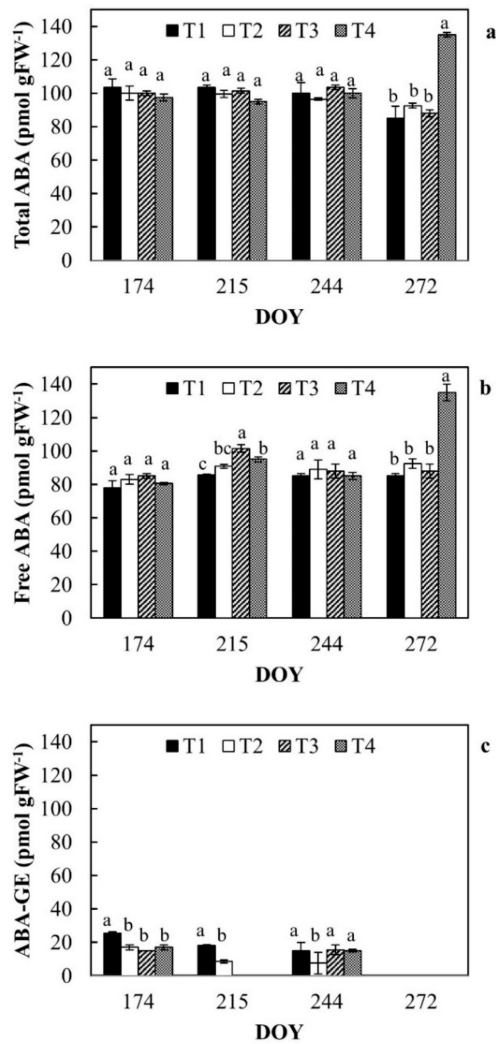 140
T1 T2 T3 T4
a
a
120
a a a a
a a a a
a a a a
100
b b b
80
60
40
20
0
Total ABA (pmol gFW-1)
174 215 244 272
DOY
140
T1 T2 T3 T4
a
b
120
100
a a a a
c bc a b
a a a a
b b b
80
60
40
20
0
Free ABA (pmol gFW-1)
174 215 244 272
DOY
140
T1 T2 T3 T4
c
120
100
80
60
40
a b b b
a b
a b a a
20
0
ABA-GE (pmol gFW-1)
174 215 244 272
DOY